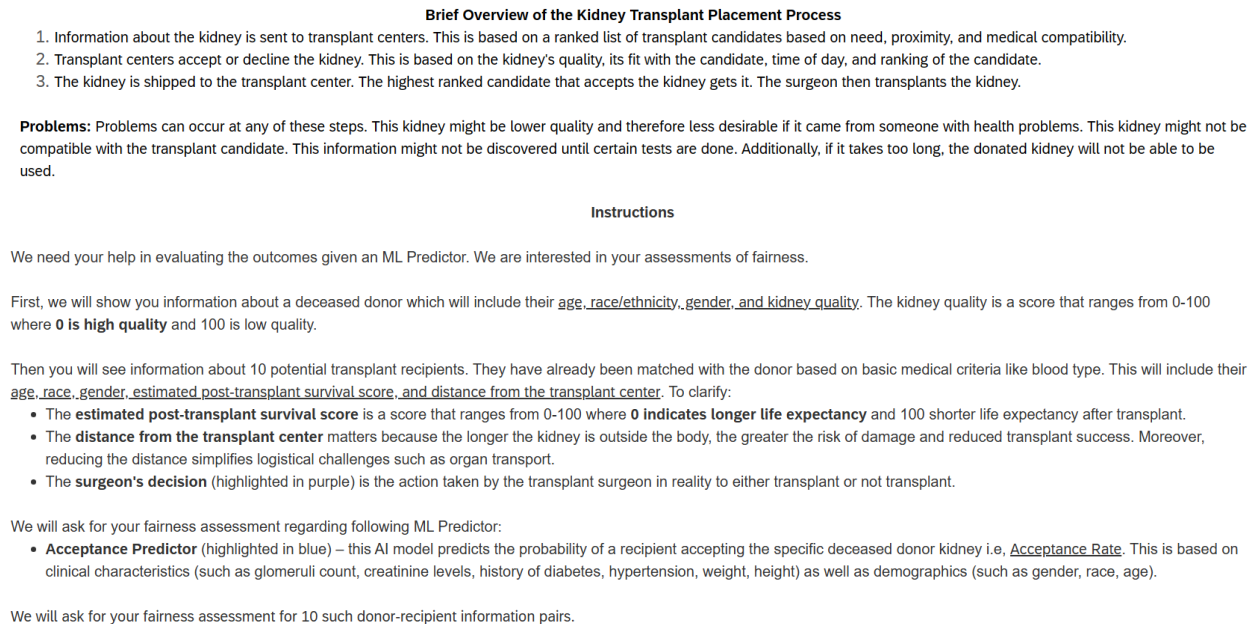 Brief Overview of the Kidney Transplant Placement Process
1. Information about the kidney is sent to transplant centers. This is based on a ranked list of transplant candidates based on need, proximity, and medical compatibility.
2. Transplant centers accept or decline the kidney. This is based on the kidney's quality, its fit with the candidate, time of day, and ranking of the candidate.
3. The kidney is shipped to the transplant center. The highest ranked candidate that accepts the kidney gets it. The surgeon then transplants the kidney.
Problems: Problems can occur at any of these steps. This kidney might be lower quality and therefore less desirable if it came from someone with health problems. This kidney might not be
compatible with the transplant candidate. This information might not be discovered until certain tests are done. Additionally, if it takes too long, the donated kidney will not be able to be
used.
Instructions
We need your help in evaluating the outcomes given an ML Predictor. We are interested in your assessments of fairness.
First, we will show you information about a deceased donor which will include their age, race/ethnicity, gender, and kidney quality. The kidney quality is a score that ranges from 0-100
where 0 is high quality and 100 is low quality.
Then you will see information about 10 potential transplant recipients. They have already been matched with the donor based on basic medical criteria like blood type. This will include their
age, race, gender, estimated post-transplant survival score, and distance from the transplant center. To clarify:
• The estimated post-transplant survival score is a score that ranges from 0-100 where 0 indicates longer life expectancy and 100 shorter life expectancy after transplant.
• The distance from the transplant center matters because the longer the kidney is outside the body, the greater the risk of damage and reduced transplant success. Moreover,
reducing the distance simplifies logistical challenges such as organ transport.
• The surgeon's decision (highlighted in purple) is the action taken by the transplant surgeon in reality to either transplant or not transplant.
We will ask for your fairness assessment regarding following ML Predictor:
• Acceptance Predictor (highlighted in blue) – this AI model predicts the probability of a recipient accepting the specific deceased donor kidney i.e, Acceptance Rate. This is based on
clinical characteristics (such as glomeruli count, creatinine levels, history of diabetes, hypertension, weight, height) as well as demographics (such as gender, race, age).
We will ask for your fairness assessment for 10 such donor-recipient information pairs.